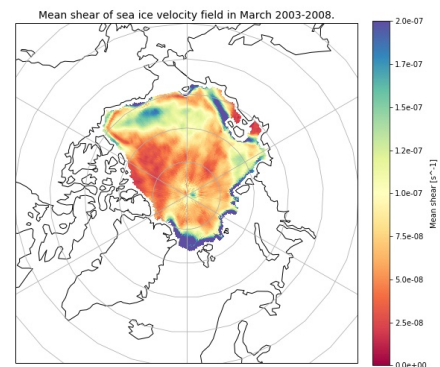 Mean shear of sea ice velocity field in March 2003-2008.
2.0e-07
1.7e-07
1.5e-07
1.2e-07
1.0e-07
7.5e-08
5.0e-08
2.5e-08
0.0e+00
Mean shear [s^-1]